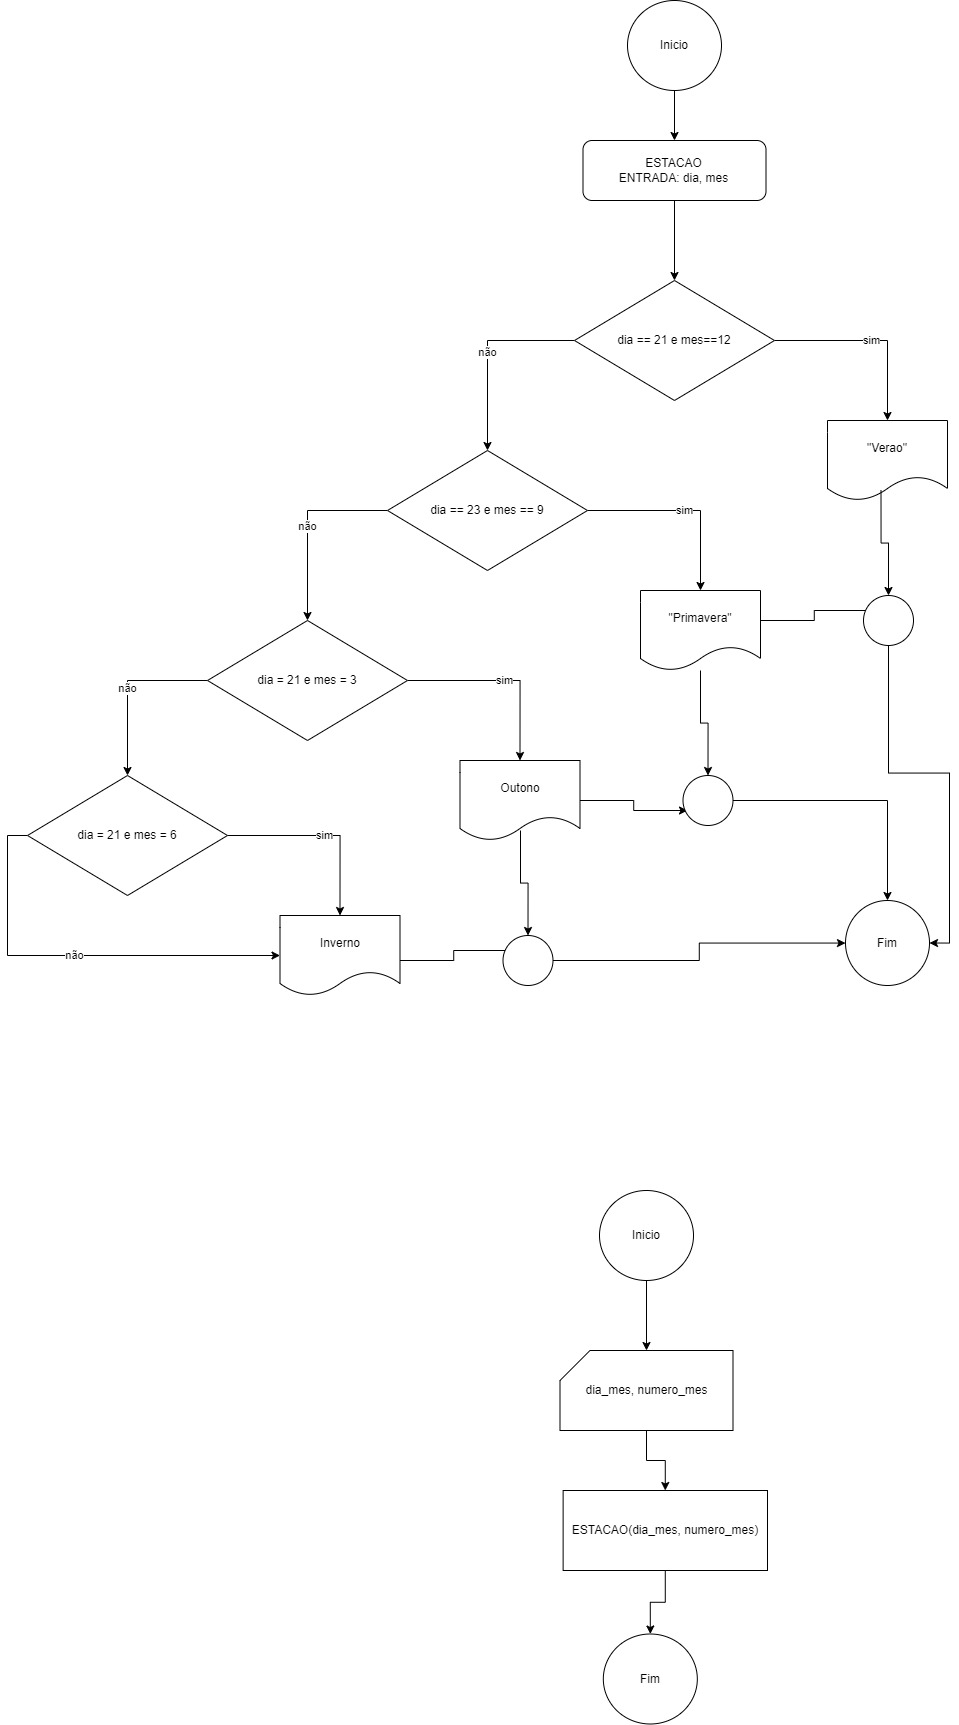 Inicio
ESTACAO
ENTRADA: dia, mes
dia == 21 e mes==12
não
sim
"Verao"
dia == 23 e mes == 9
não
sim
"Primavera"
dia = 21 e mes = 3
não
sim
Outono
dia = 21 e mes = 6
sim
não
Inverno
Fim
Inicio
dia_mes, numero_mes
ESTACAO(dia_mes, numero_mes)
Fim